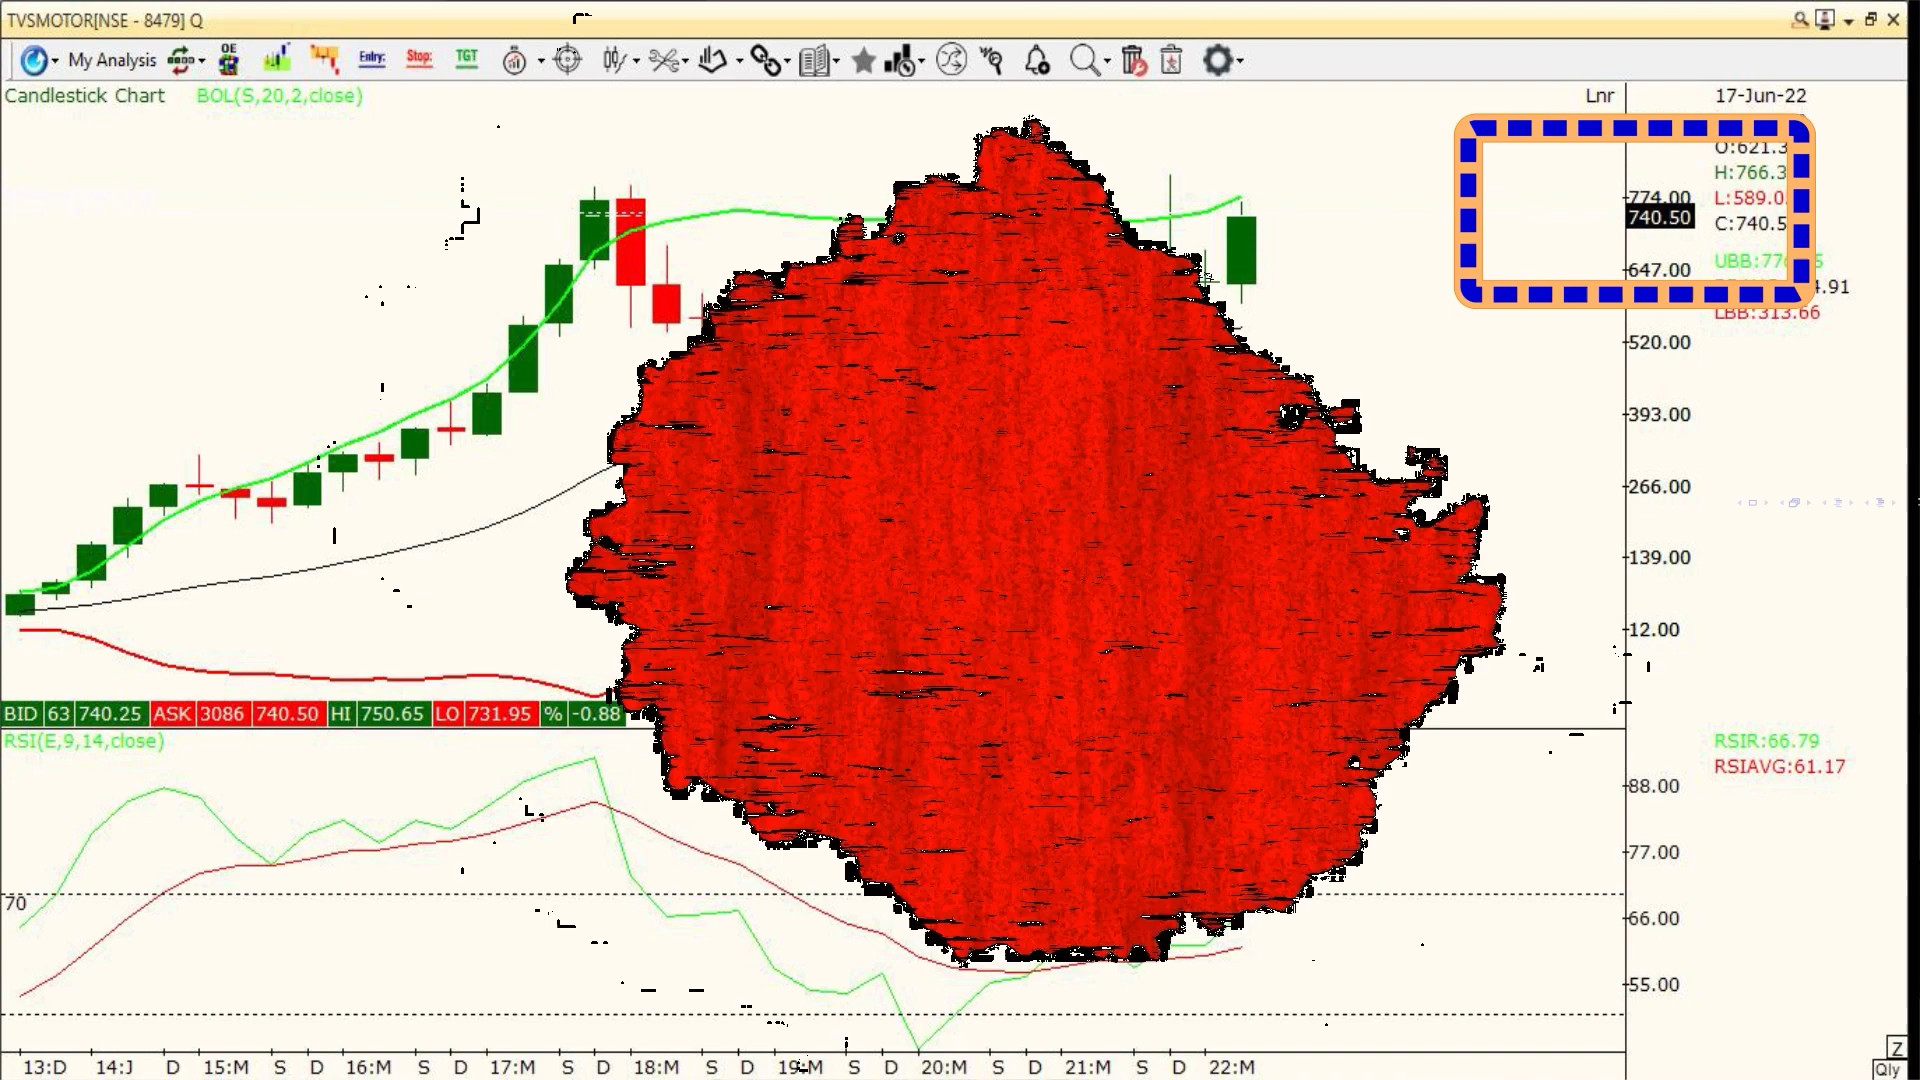 TVSMOTOR[NSE - 8479] Q
My Analysis OE Entry: Stop: TGT
Candlestick Chart BOL(S,20,2,close) Lnr 17-Jun-22
O:621.3
H:766.3
774.00 L:589.0
740.50 C:740.5
647.00
LBB:313.66
520.00
393.00
266.00
139.00
12.00
BID 63 740.25 ASK 3086 740.50 HI 750.65 LO 731.95 % -0.88
RSI(E,9,14,close) RSIR:66.79
RSIAVG:61.17
88.00
77.00
70
66.00
55.00
13:D 14:J D 15:M S D 16:M S D 17:M S D 18:M S D 19:M S D 20:M S D 21:M S D 22:M
Z
Qly